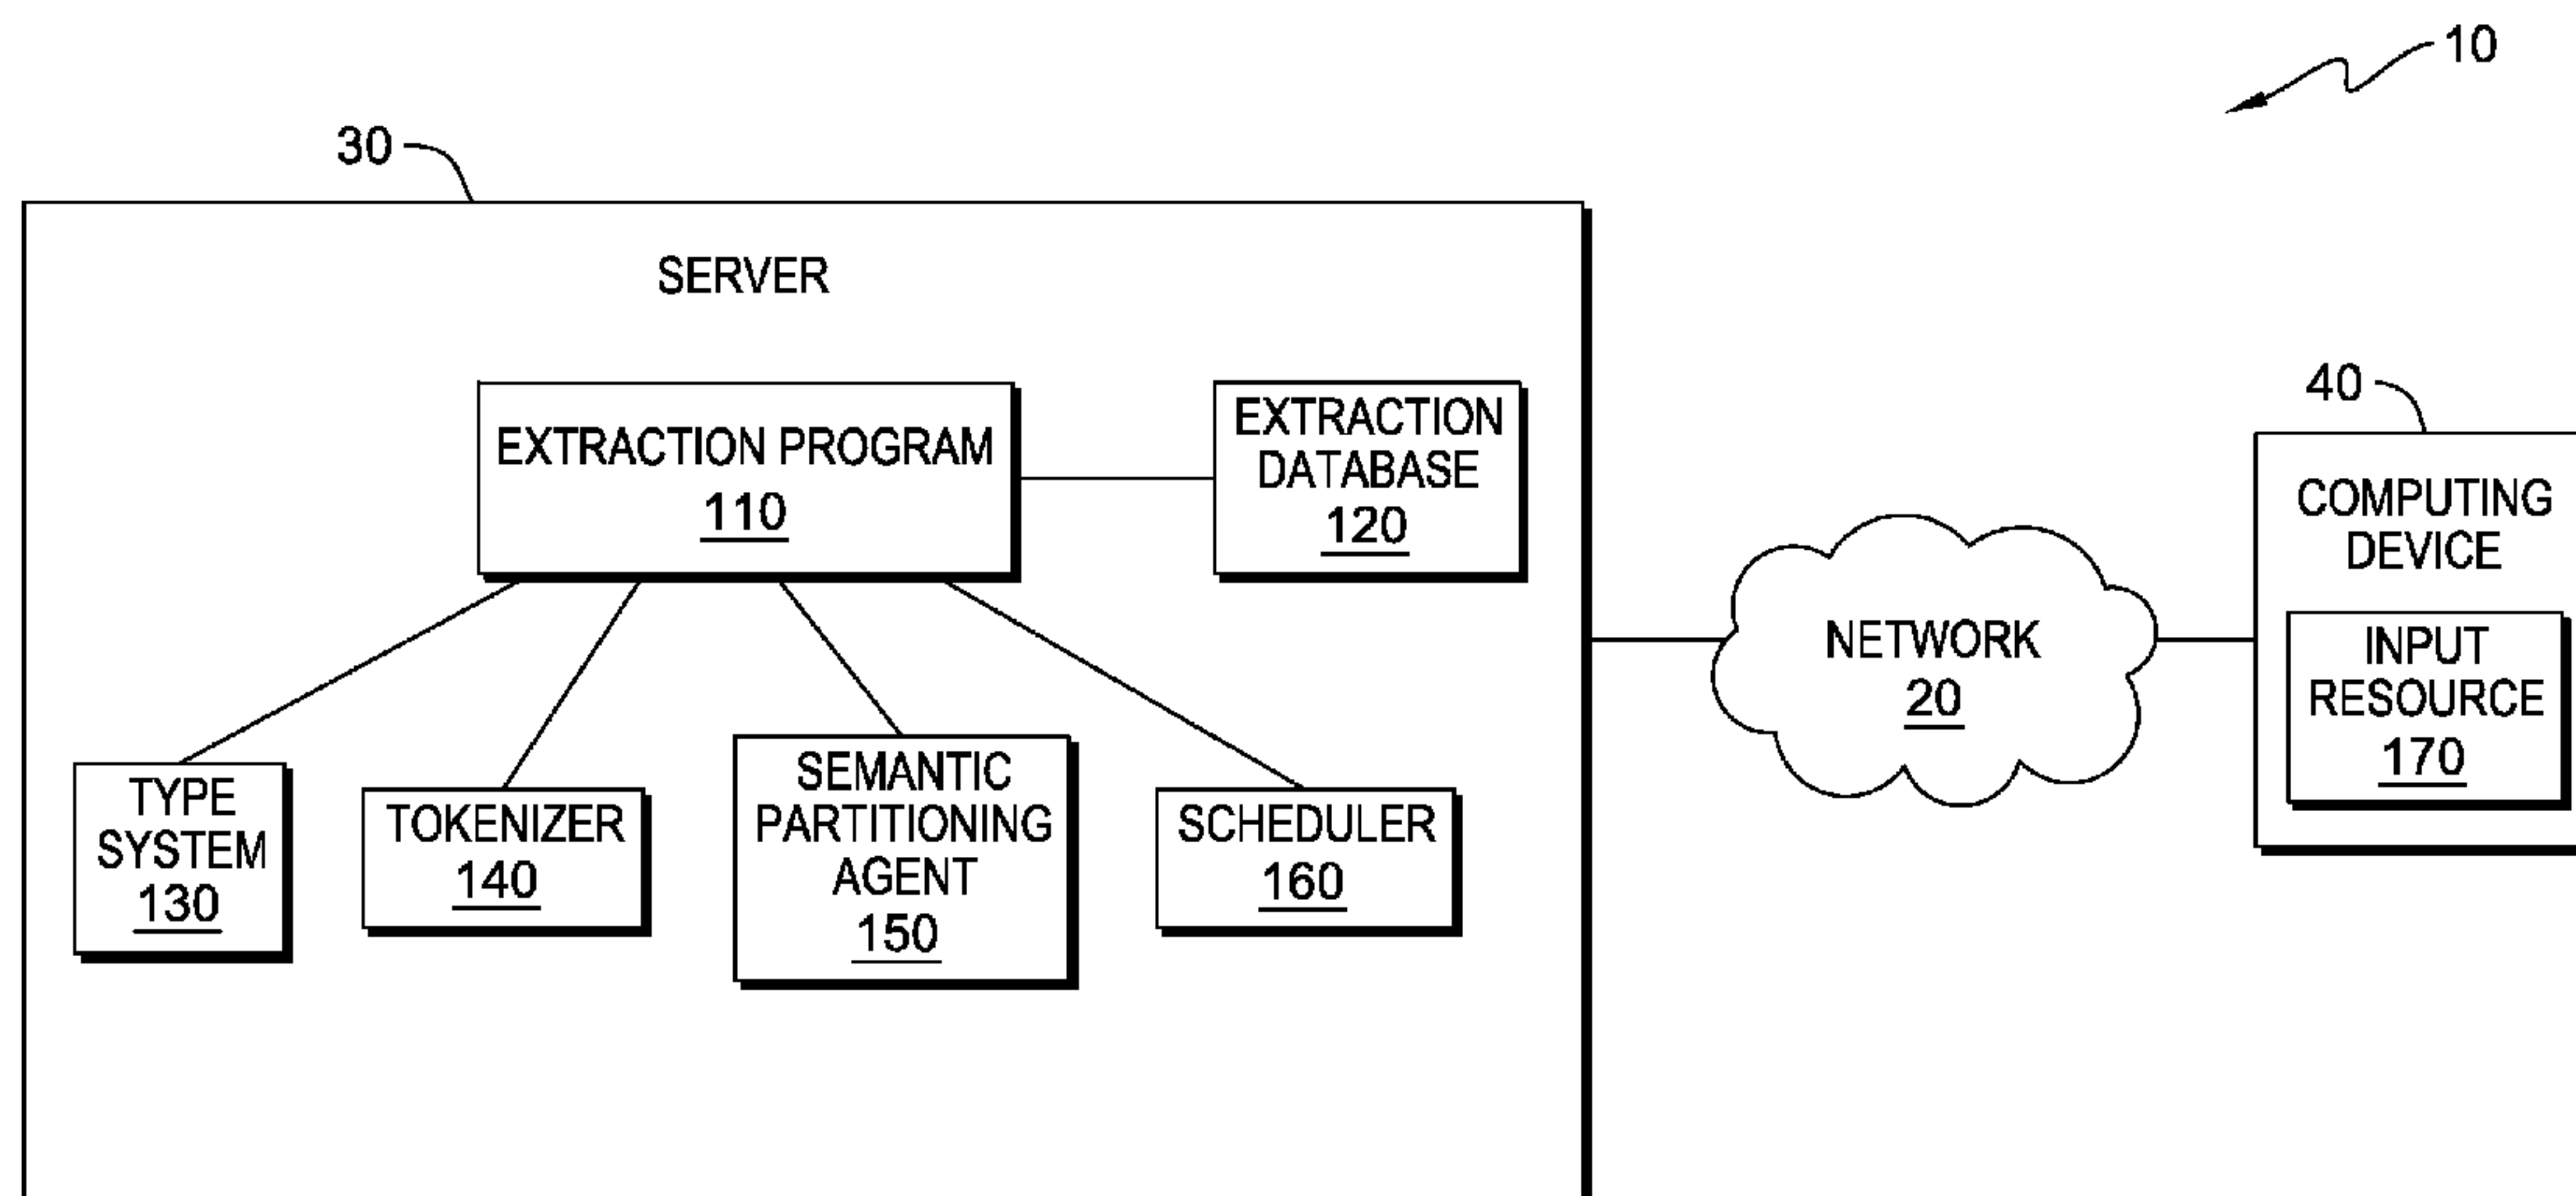 10
30
SERVER
EXTRACTION PROGRAM
110
EXTRACTION
DATABASE
120
40
COMPUTING
DEVICE
INPUT
RESOURCE
170
NETWORK
20
TYPE
SYSTEM
130
TOKENIZER
140
SEMANTIC
PARTITIONING
AGENT
150
SCHEDULER
160